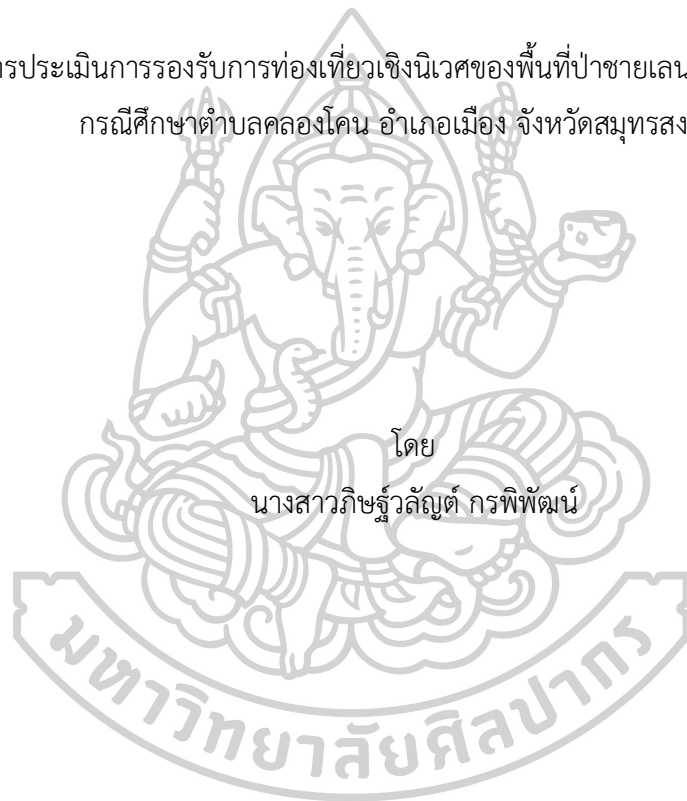 รประเมินการรองรับการท่องเที่ยวเชิงนิเวศของพื้นที่ป่าชายเลน
กรณีศึกษาตำบลคลองโคน อำเภอเมือง จังหวัดสมุทรสง
โดย
นางสาวภิษฐ์วลัญต์ กรพิพัฒน์
มหาวิทยาลัยศิลปากร